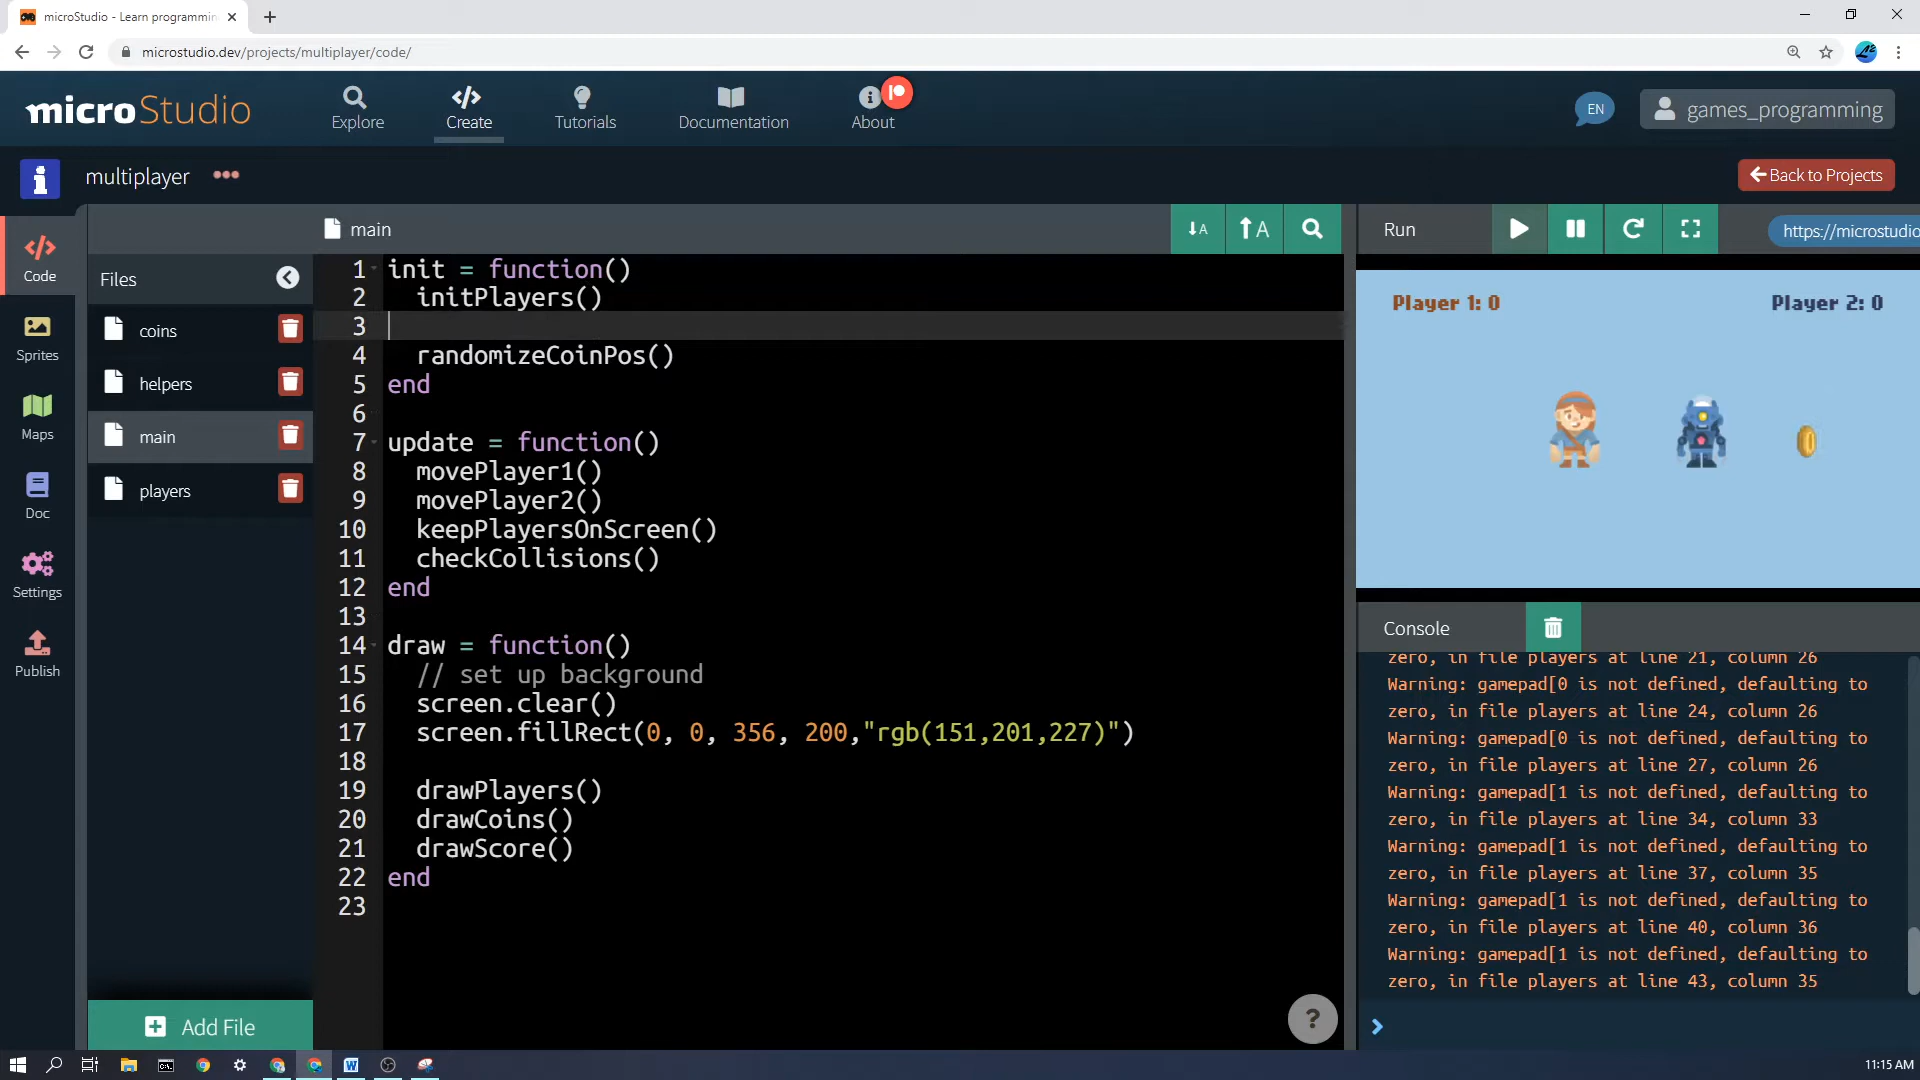 microStudio - Learn programmin
microstudio.dev/projects/multiplayer/code/
microStudio
Explore
Create
Tutorials
Documentation
About
EN
games_programming
multiplayer
Back to Projects
Code
Sprites
Maps
Doc
Settings
Publish
Files
coins
helpers
main
players
Add File
main
A
A
1 init = function()
2 initPlayers()
3
4 randomizeCoinPos()
5 end
6
7 update = function()
8 movePlayer1()
9 movePlayer2()
10 keepPlayersOnScreen()
11 checkCollisions()
12 end
13
14 draw = function()
15 // set up background
16 screen.clear()
17 screen.fillRect(0, 0, 356, 200,"rgb(151,201,227)")
18
19 drawPlayers()
20 drawCoins()
21 drawScore()
22 end
23
?
Run
https://microstudio
Player 1: 0
Player 2: 0
Console
zero, in file players at line 21, column 26
Warning: gamepad[0 is not defined, defaulting to
zero, in file players at line 24, column 26
Warning: gamepad[0 is not defined, defaulting to
zero, in file players at line 27, column 26
Warning: gamepad[1 is not defined, defaulting to
zero, in file players at line 34, column 33
Warning: gamepad[1 is not defined, defaulting to
zero, in file players at line 37, column 35
Warning: gamepad[1 is not defined, defaulting to
zero, in file players at line 40, column 36
Warning: gamepad[1 is not defined, defaulting to
zero, in file players at line 43, column 35
11:15 AM